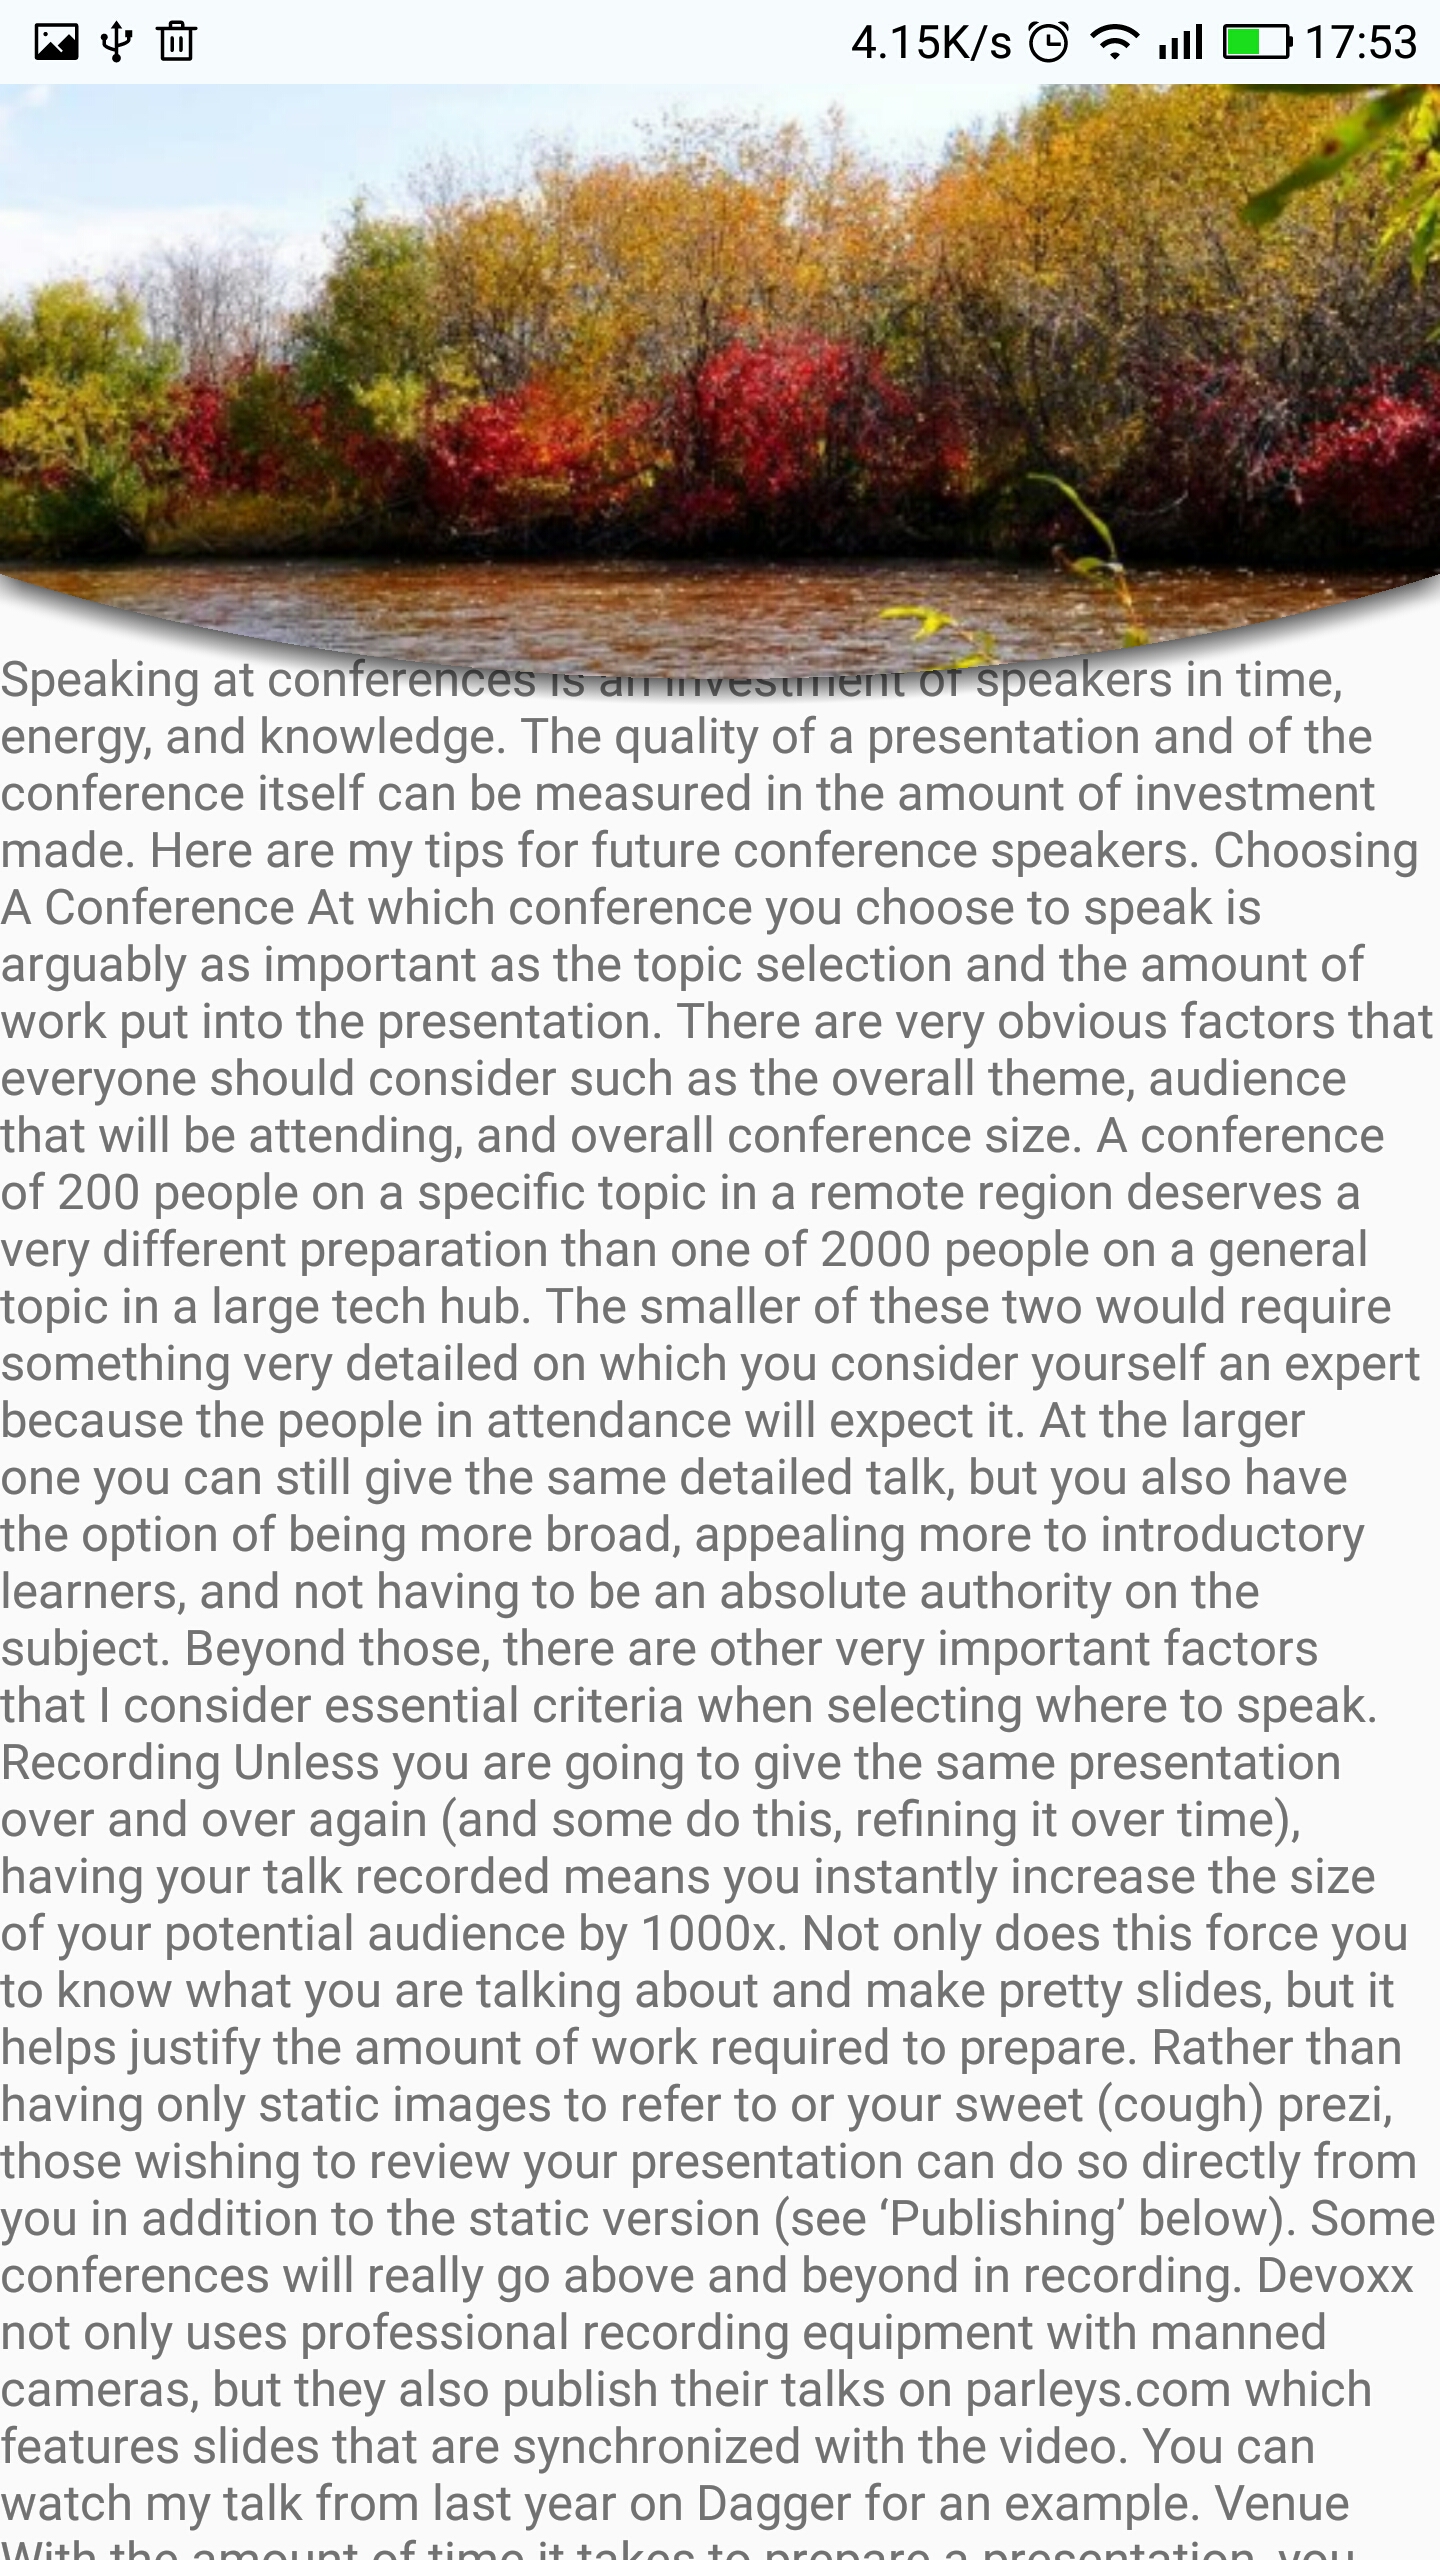 4.15K/s 17:53
Speaking at conferences is an investment of speakers in time,
energy, and knowledge. The quality of a presentation and of the
conference itself can be measured in the amount of investment
made. Here are my tips for future conference speakers. Choosing
A Conference At which conference you choose to speak is
arguably as important as the topic selection and the amount of
work put into the presentation. There are very obvious factors that
everyone should consider such as the overall theme, audience
that will be attending, and overall conference size. A conference
of 200 people on a specific topic in a remote region deserves a
very different preparation than one of 2000 people on a general
topic in a large tech hub. The smaller of these two would require
something very detailed on which you consider yourself an expert
because the people in attendance will expect it. At the larger
one you can still give the same detailed talk, but you also have
the option of being more broad, appealing more to introductory
learners, and not having to be an absolute authority on the
subject. Beyond those, there are other very important factors
that I consider essential criteria when selecting where to speak.
Recording Unless you are going to give the same presentation
over and over again (and some do this, refining it over time),
having your talk recorded means you instantly increase the size
of your potential audience by 1000x. Not only does this force you
to know what you are talking about and make pretty slides, but it
helps justify the amount of work required to prepare. Rather than
having only static images to refer to or your sweet (cough) prezi,
those wishing to review your presentation can do so directly from
you in addition to the static version (see ‘Publishing’ below). Some
conferences will really go above and beyond in recording. Devoxx
not only uses professional recording equipment with manned
cameras, but they also publish their talks on parleys.com which
features slides that are synchronized with the video. You can
watch my talk from last year on Dagger for an example. Venue
With the amount of time it takes to prepare a presentation, you